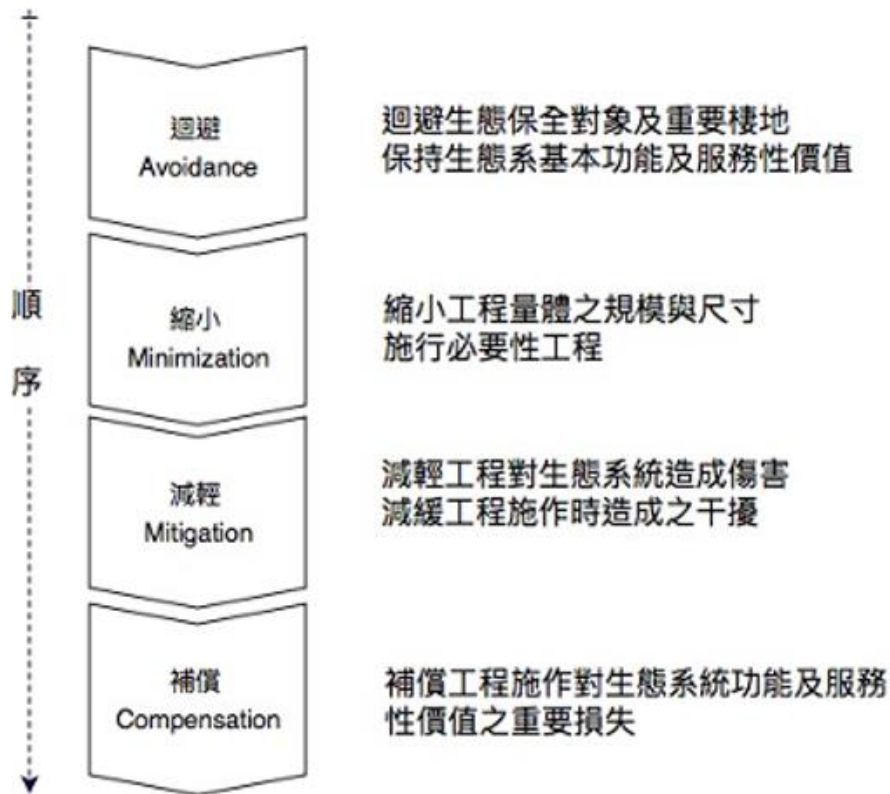 迴避
Avoidance
迴避生態保全對象及重要棲地
保持生態系基本功能及服務性價值
順
序
縮小
Minimization
縮小工程量體之規模與尺寸
施行必要性工程
減輕
Mitigation
減輕工程對生態系統造成傷害
減緩工程施作時造成之干擾
補償
Compensation
補償工程施作對生態系統功能及服務
性價值之重要損失